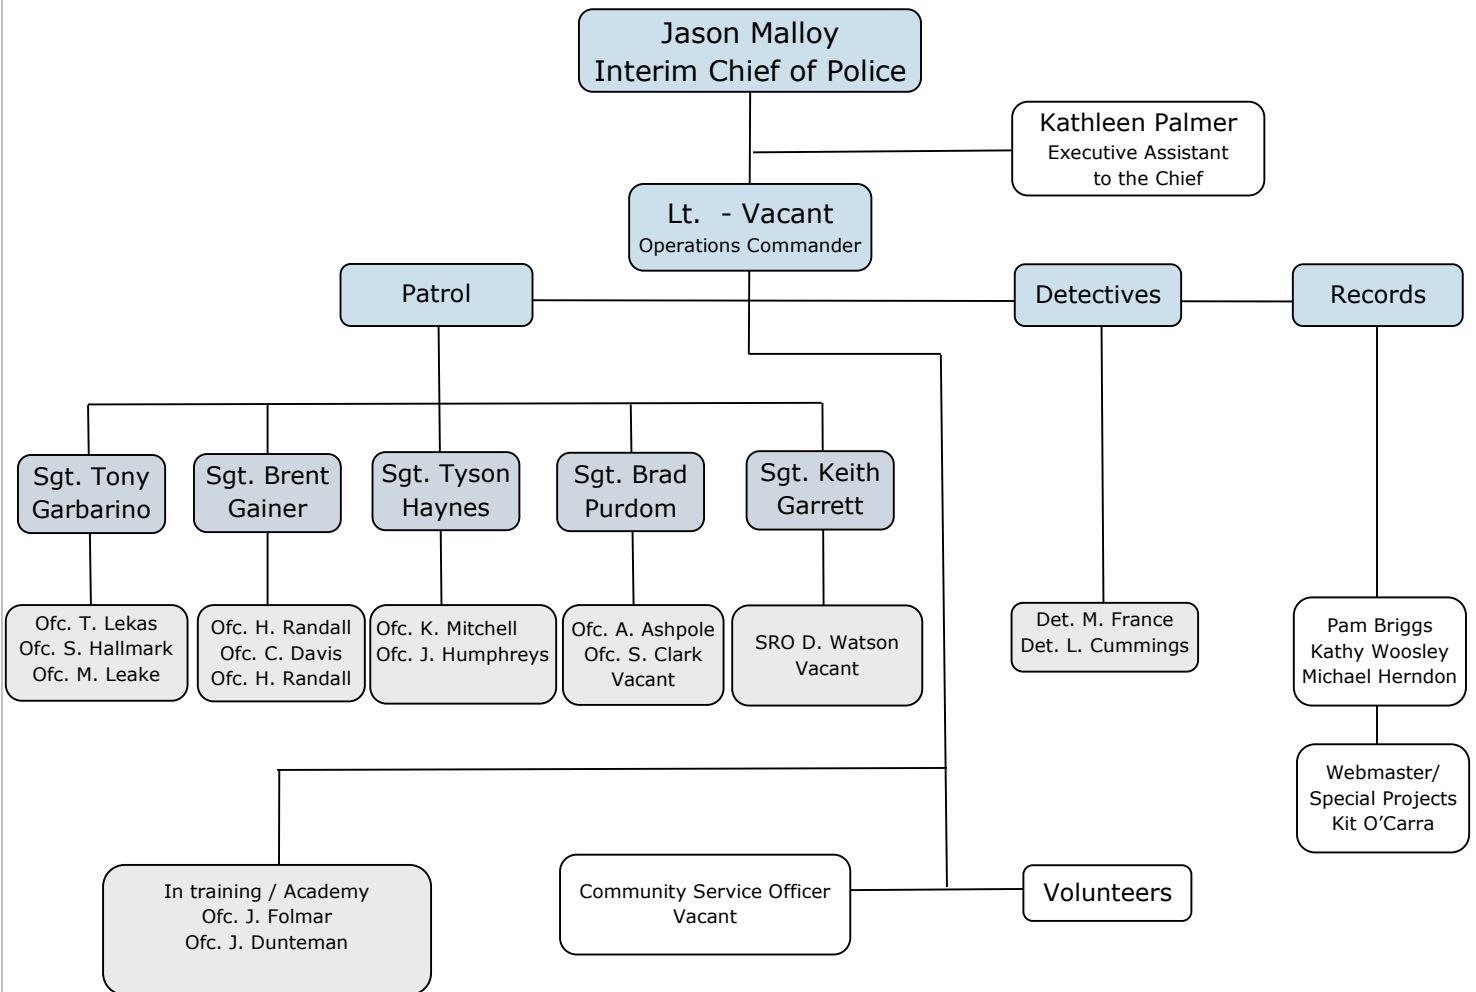 Jason Malloy
Interim Chief of Police
Kathleen Palmer
Executive Assistant
to the Chief
Lt.  - Vacant
Operations Commander
Patrol
Detectives
Records
Sgt. Tony
Garbarino
Sgt. Brent
Gainer
Sgt. Tyson
Haynes
Sgt. Brad
Purdom
Sgt. Keith
Garrett
Ofc. T. Lekas
Ofc. S. Hallmark
Ofc. M. Leake
Ofc. H. Randall
Ofc. C. Davis
Ofc. H. Randall
Ofc. K. Mitchell
Ofc. J. Humphreys
Ofc. A. Ashpole
Ofc. S. Clark
Vacant
SRO D. Watson
Vacant
Det. M. France
Det. L. Cummings
Pam Briggs
Kathy Woosley
Michael Herndon
Webmaster/
Special Projects
Kit O’Carra
In training / Academy
Ofc. J. Folmar
Ofc. J. Dunteman
Community Service Officer
Vacant
Volunteers